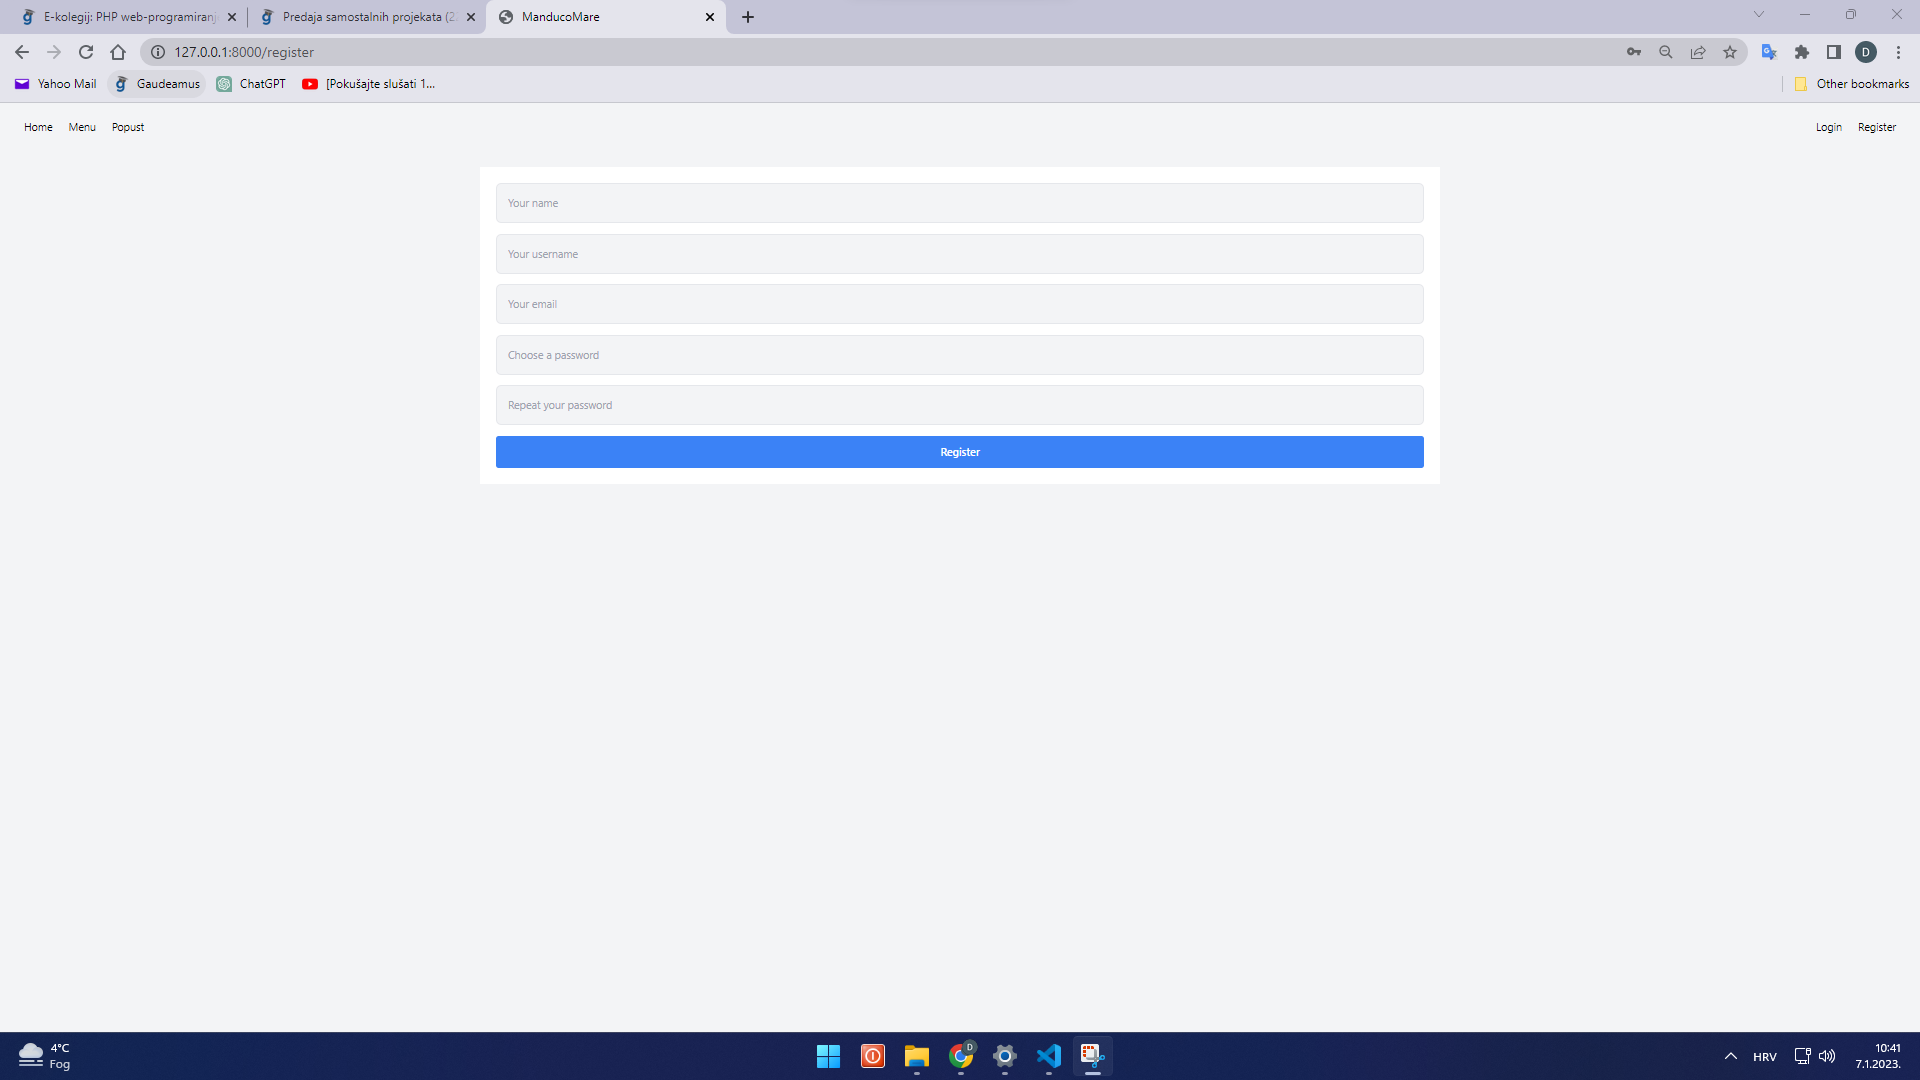 E-kolegij: PHP web-programiranj
Predaja samostalnih projekata (2
ManducoMare
127.0.0.1:8000/register
D
Yahoo Mail
Gaudeamus
ChatGPT
[Pokušajte slušati 1...
Other bookmarks
Home Menu Popust
Login Register
Your name
Your username
Your email
Choose a password
Repeat your password
Register
4°C
Fog
D
HRV
10:41
7.1.2023.